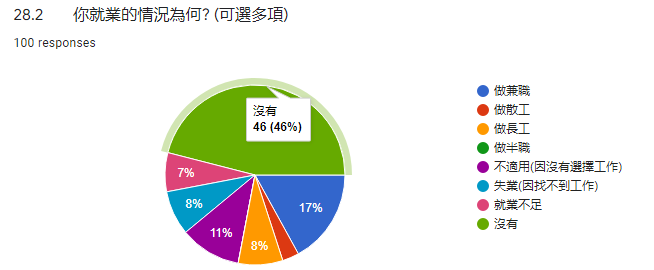 28.2 你就業的情況為何? (可選多項)
100 responses
沒有
46 (46%)
7%
8%
11%
8%
17%
做兼職
做散工
做長工
做半職
不適用(因沒有選擇工作)
失業(因找不到工作)
就業不足
沒有